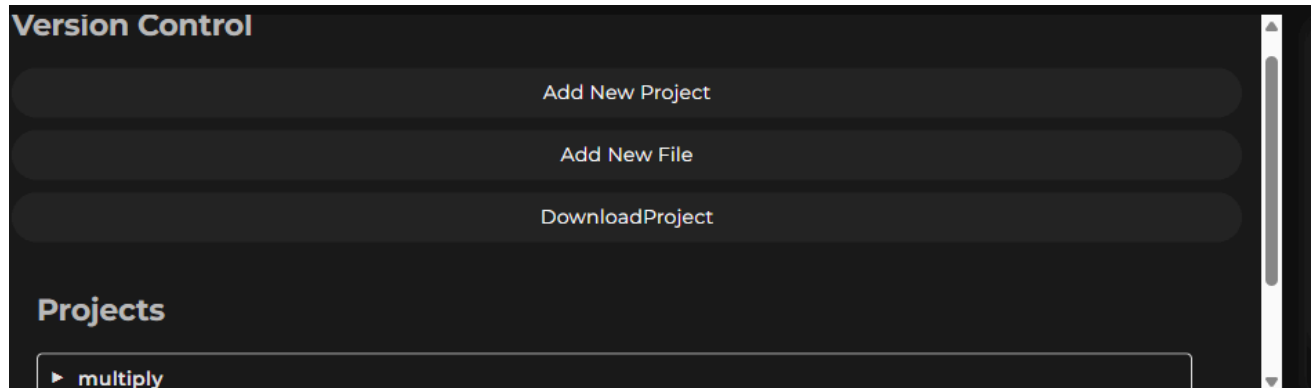 Version Control
Add New Project
Add New File
DownloadProject
Projects
multiply